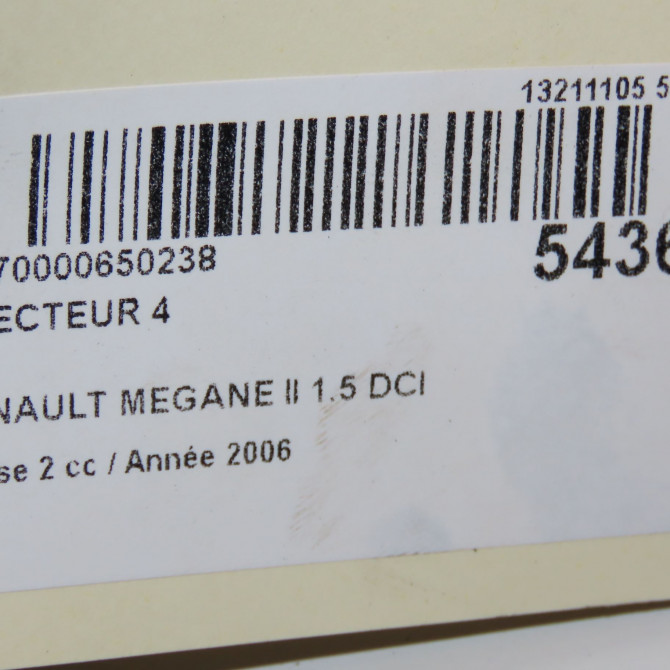 13211105 5
70000650238
5436
ECTEUR 4
NAULT MEGANE II 1.5 DCI
se 2 cc / Année 2006